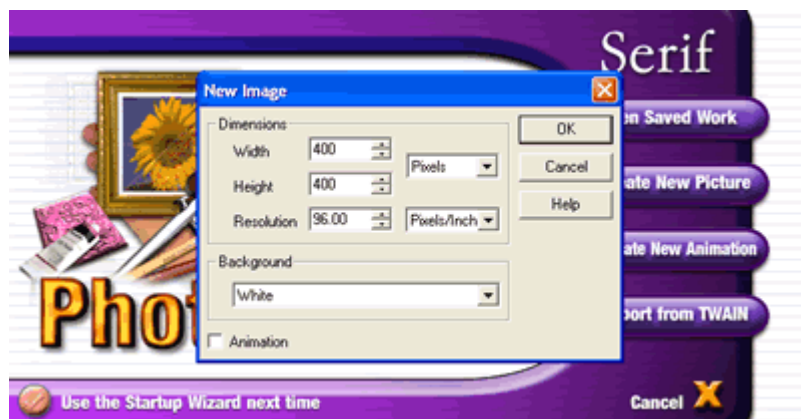 Serif
New Image
Dimensions
Width 400
Height 400
Pixels
Resolution 96.00 Pixels/Inch
Background
White
Animation
OK
Cancel
Help
en Saved Work
ate New Picture
ate New Animation
port from TWAIN
Phot
Use the Startup Wizard next time
Cancel